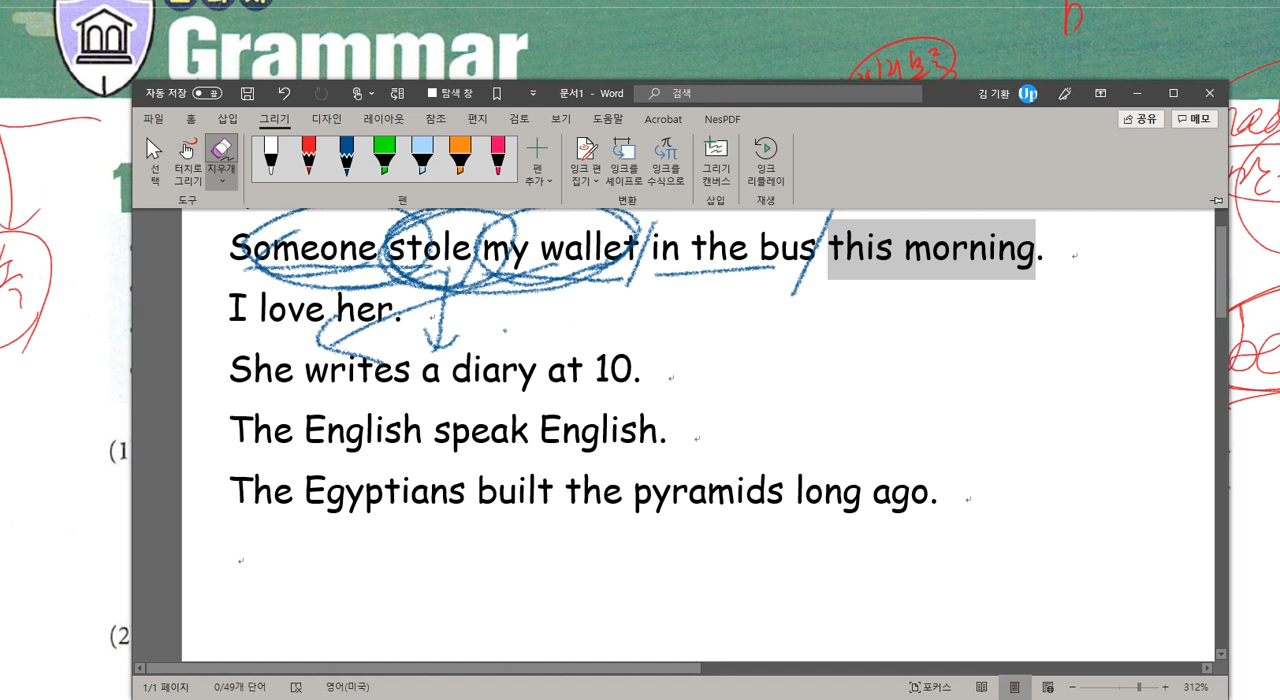 Grammar
자동 저장 탐색 창 문서1 - Word 검색 김 기환 Up
파일 홈 삽입 그리기 디자인 레이아웃 참조 편지 검토 보기 도움말 Acrobat NesPDF 공유 메모
선택 터치로 그리기 지우개 펜 추가 잉크 편집기 잉크를 셰이프로 잉크를 수식으로 그리기 캔버스 잉크 리플레이
도구 펜 변환 삽입 재생
Someone stole my wallet in the bus this morning.
I love her.
She writes a diary at 10.
The English speak English.
The Egyptians built the pyramids long ago.
(1
(2
1/1 페이지 0/49개 단어 영어(미국) 포커스 312%